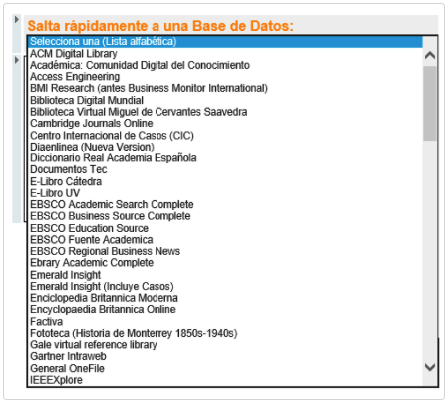 Salta rápidamente a una Base de Datos:
Selecciona una (Lista alfabética)
ACM Digital Library
Académica: Comunidad Digital del Conocimiento
Access Engineering
BMI Research (antes Business Monitor International)
Biblioteca Digital Mundial
Biblioteca Virtual Miguel de Cervantes Saavedra
Cambridge Journals Online
Centro Internacional de Casos (CIC)
Diaenlinea (Nueva Version)
Diccionario Real Academia Española
Documentos Tec
E-Libro Cátedra
E-Libro UV
EBSCO Academic Search Complete
EBSCO Business Source Complete
EBSCO Education Source
EBSCO Fuente Academica
EBSCO Regional Business News
Ebrary Academic Complete
Emerald Insight
Emerald Insight (Incluye Casos)
Enciclopedia Britannica Moderna
Encyclopaedia Britannica Online
Factiva
Fototeca (Historia de Monterrey 1850s-1940s)
Gale virtual reference library
Gartner Intraweb
General OneFile
IEEEXplore